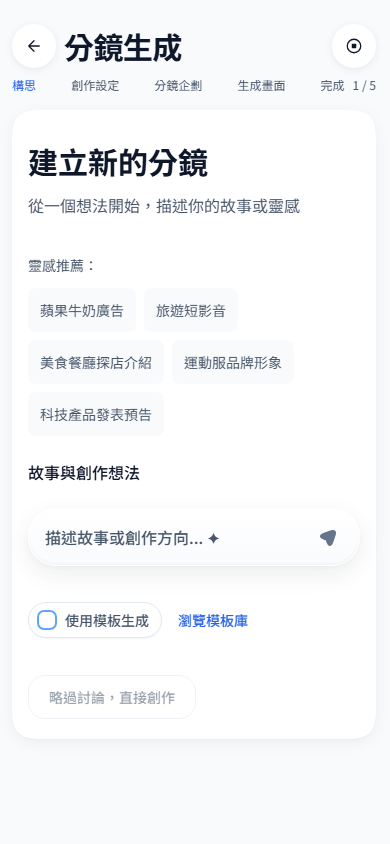 分鏡生成
構思 創作設定 分鏡企劃 生成畫面 完成 1 / 5
建立新的分鏡
從一個想法開始，描述你的故事或靈感
靈感推薦：
蘋果牛奶廣告 旅遊短影音
美食餐廳探店介紹 運動服品牌形象
科技產品發表預告
故事與創作想法
描述故事或創作方向... ✦
使用模板生成 瀏覽模板庫
略過討論，直接創作